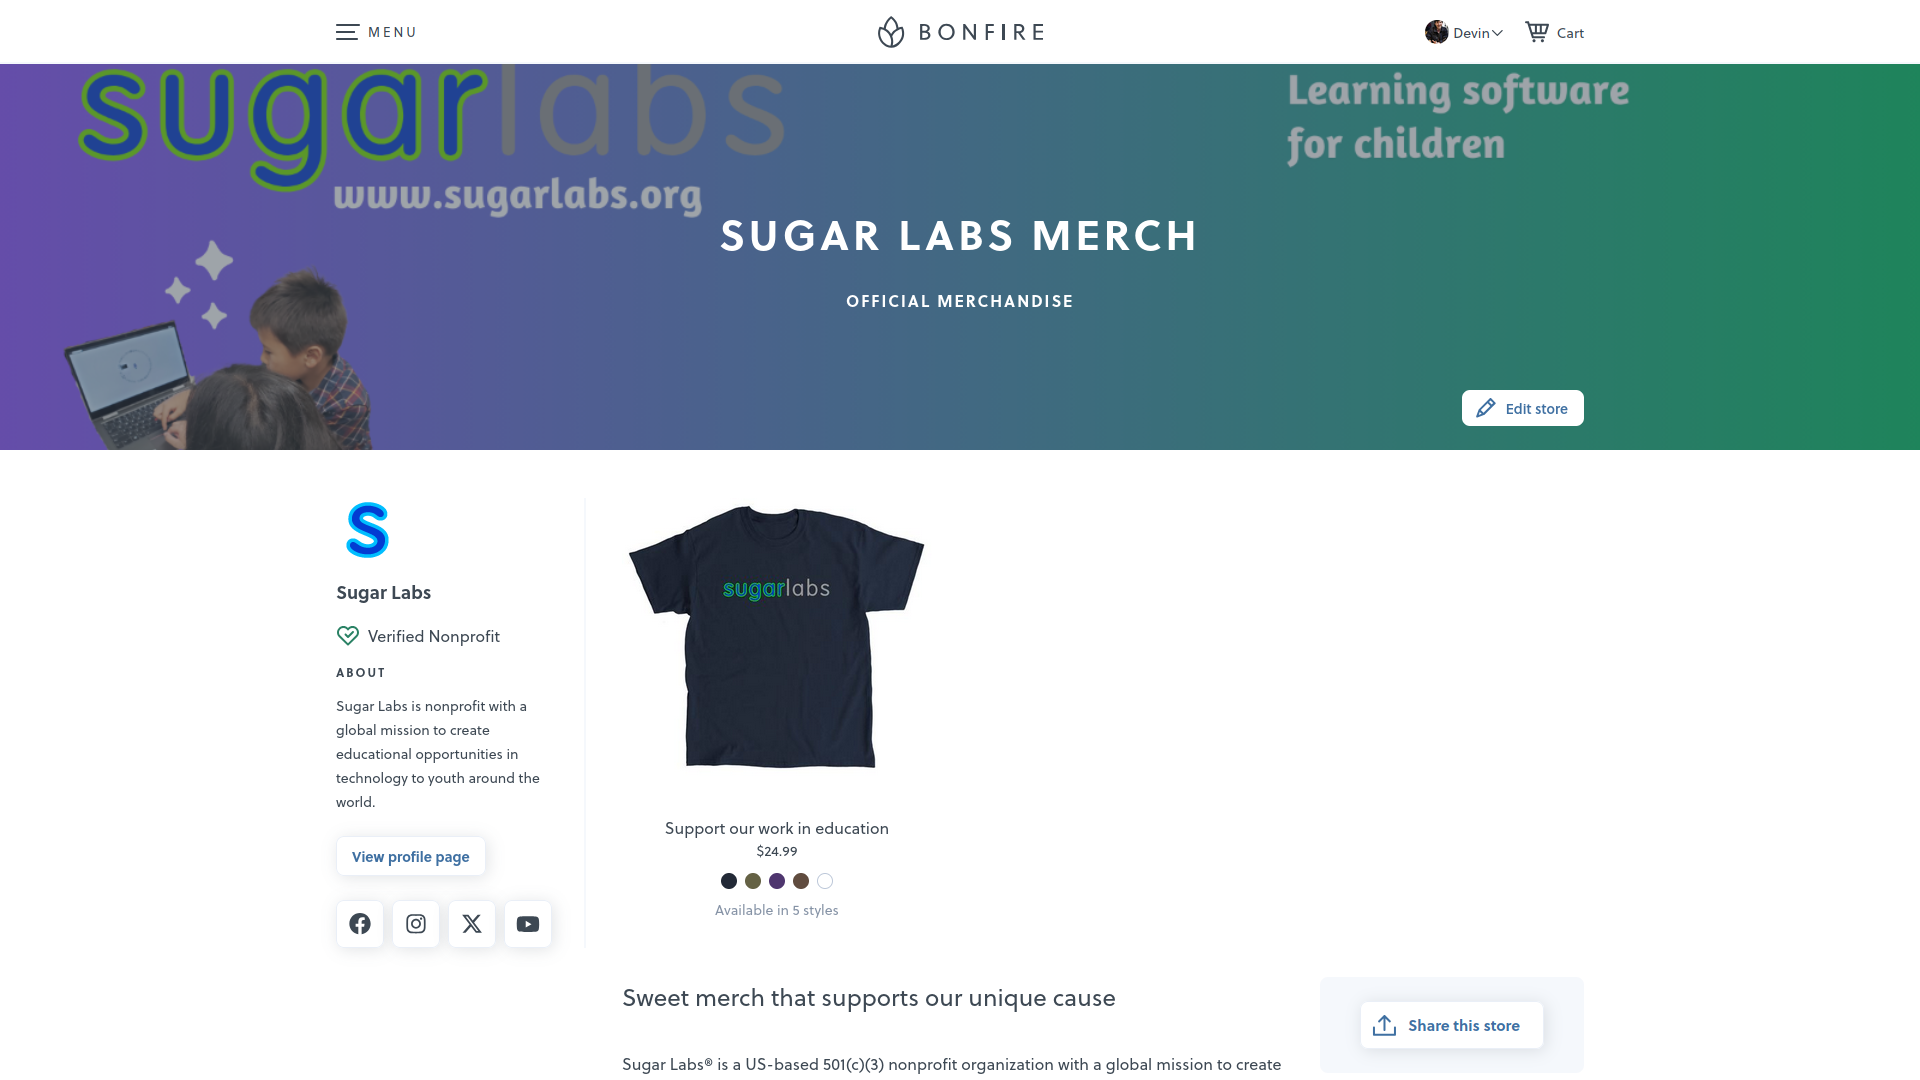 MENU
BONFIRE
Devin
Cart
sugarlabs
www.sugarlabs.org
Learning software
for children
SUGAR LABS MERCH
OFFICIAL MERCHANDISE
Edit store
S
Sugar Labs
Verified Nonprofit
ABOUT
Sugar Labs is nonprofit with a
global mission to create
educational opportunities in
technology to youth around the
world.
View profile page
sugarlabs
Support our work in education
$24.99
Available in 5 styles
Sweet merch that supports our unique cause
Sugar Labs® is a US-based 501(c)(3) nonprofit organization with a global mission to create
Share this store